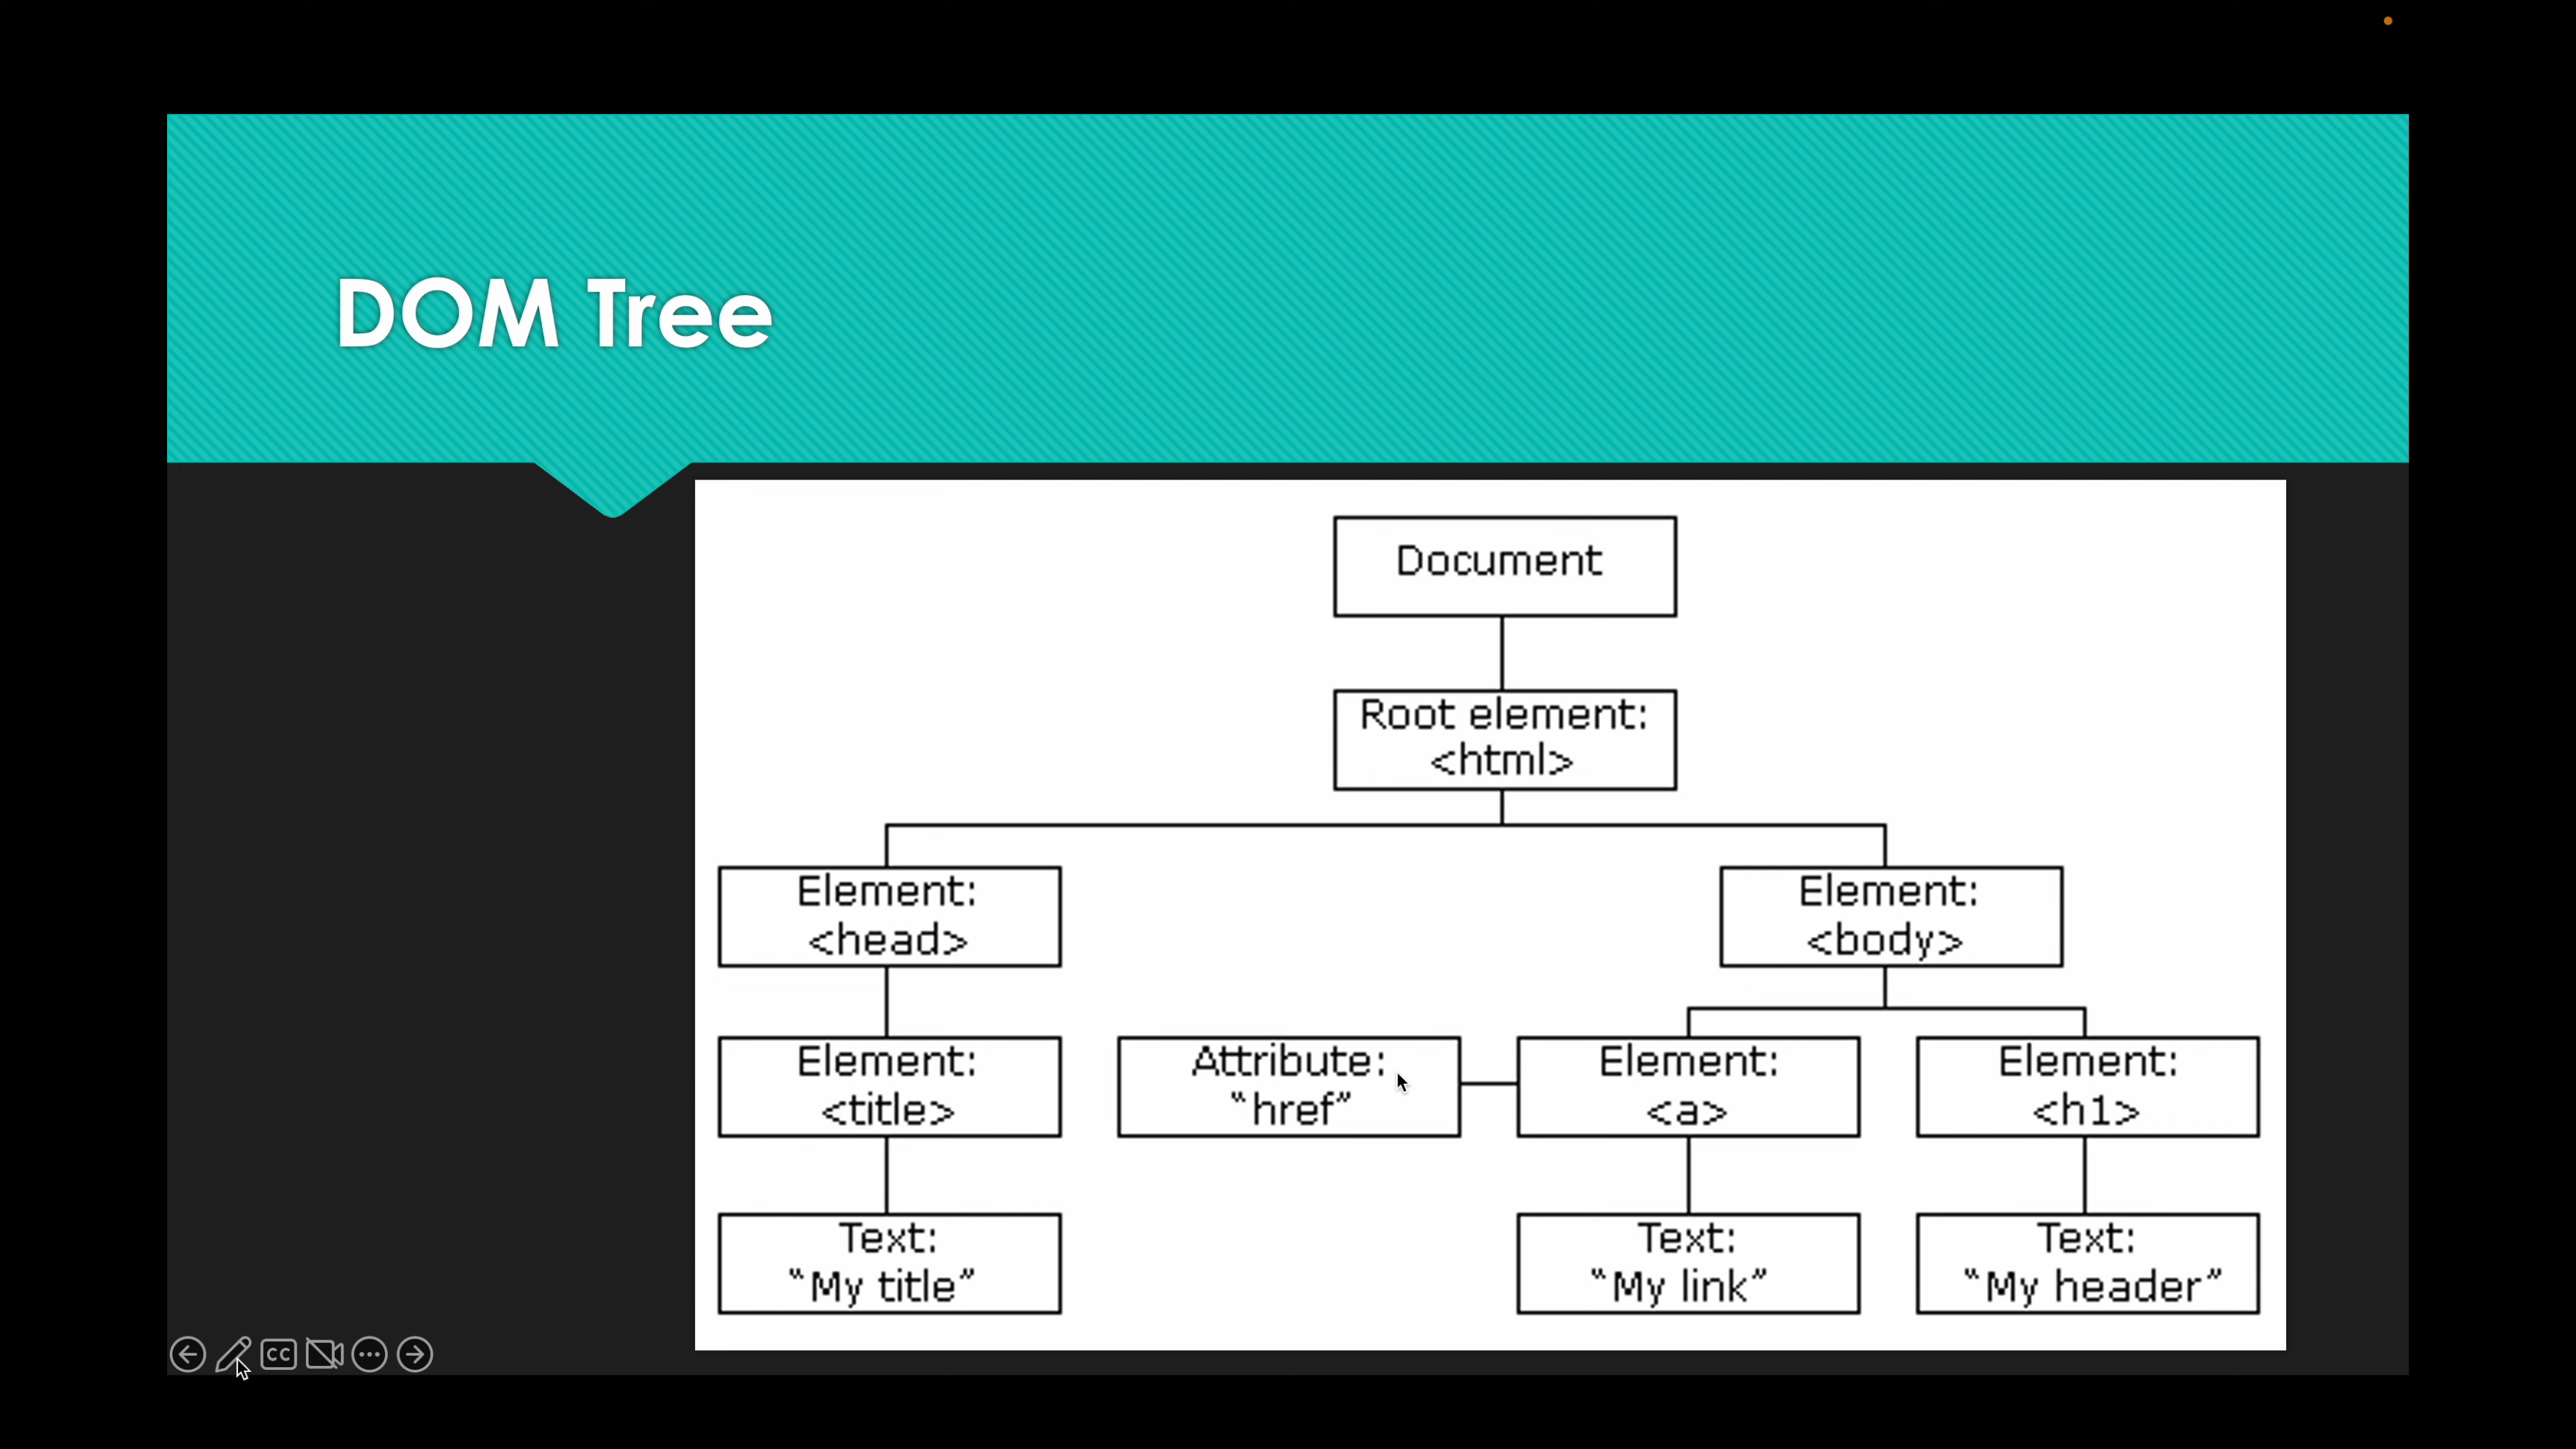 DOM Tree
Document
Root element:
<html>
Element:
<head>
Element:
<body>
Element:
<title>
Attribute:
“href”
Element:
<a>
Element:
<h1>
Text:
“My title”
Text:
“My link”
Text:
“My header”
CC